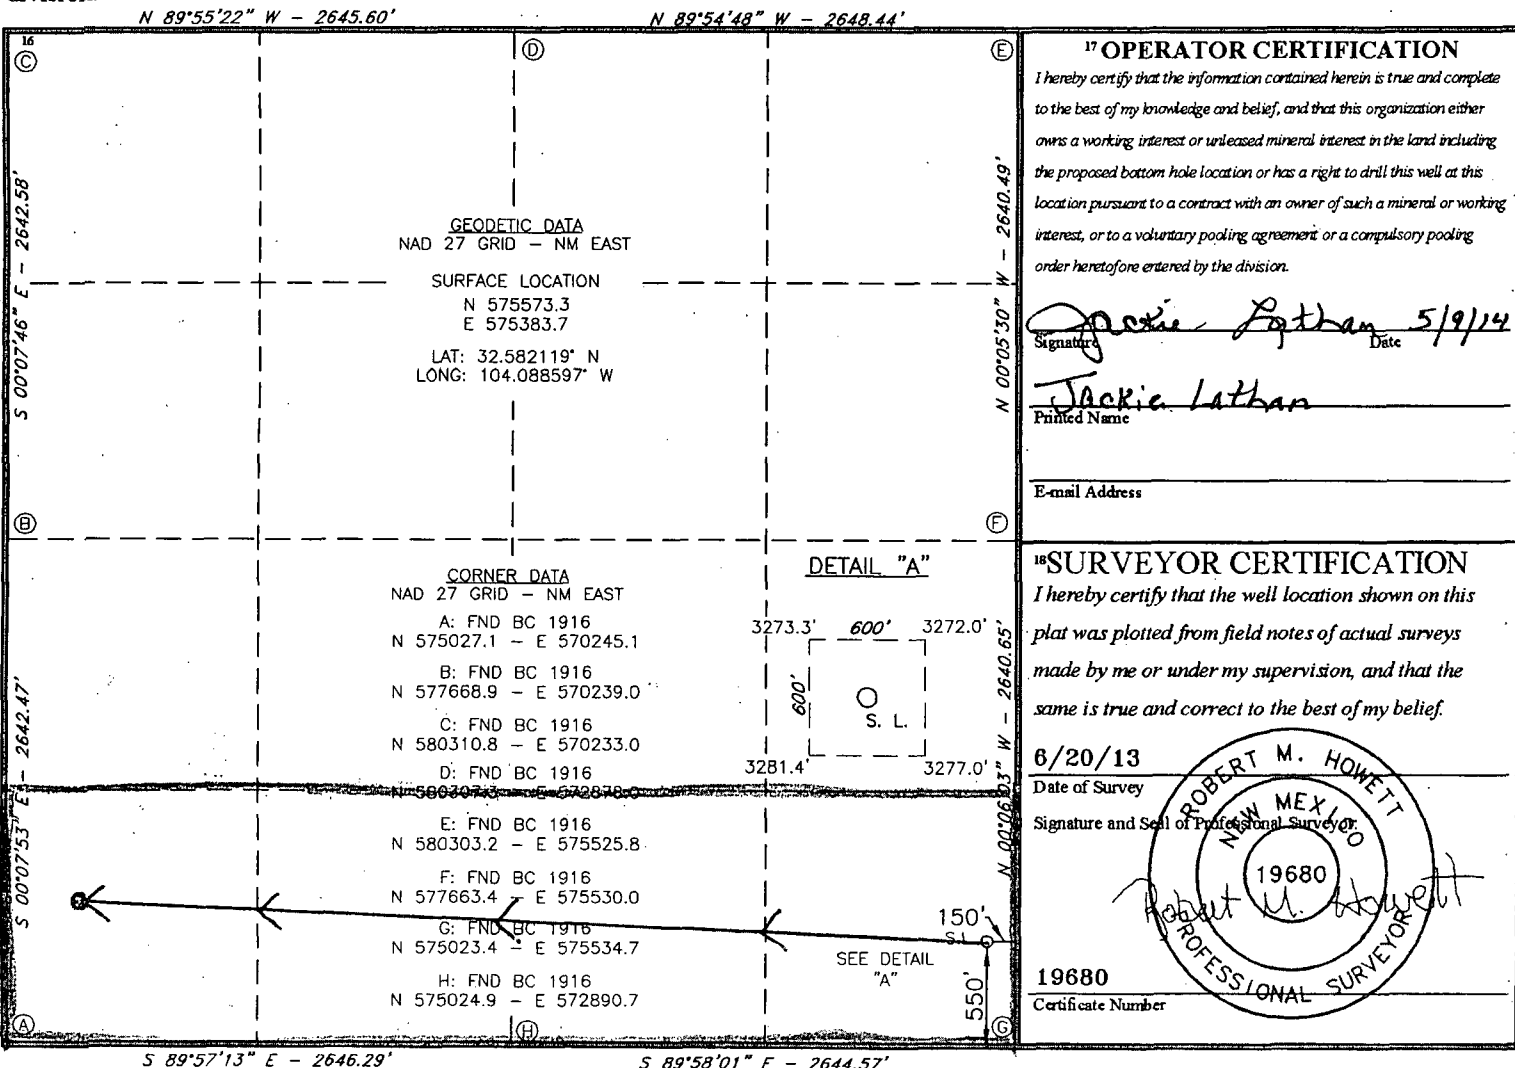 N 89°55'22" W - 2645.60'
N 89°54'48" W - 2648.44'
16
C
D
E
S 00°07'46" E - 2642.58'
GEODETIC DATA
NAD 27 GRID - NM EAST
SURFACE LOCATION
N 575573.3
E 575383.7
LAT: 32.582119° N
LONG: 104.088597° W
N 00°05'30" W - 2640.49'
B
F
CORNER DATA
NAD 27 GRID - NM EAST
A: FND BC 1916
N 575027.1 - E 570245.1
B: FND BC 1916
N 577668.9 - E 570239.0
C: FND BC 1916
N 580310.8 - E 570233.0
D: FND BC 1916
N 580307.3 - E 572878.0
E: FND BC 1916
N 580303.2 - E 575525.8
F: FND BC 1916
N 577663.4 - E 575530.0
G: FND BC 1916
N 575023.4 - E 575534.7
H: FND BC 1916
N 575024.9 - E 572890.7
DETAIL "A"
3273.3' 600' 3272.0'
600'
S. L.
3281.4' 3277.0'
S 00°07'53" E - 2642.47'
N 00°06'03" W - 2640.65'
150'
S.L.
SEE DETAIL
"A"
550'
A
H
G
S 89°57'13" E - 2646.29'
S 89°58'01" E - 2644.57'
17 OPERATOR CERTIFICATION
I hereby certify that the information contained herein is true and complete
to the best of my knowledge and belief, and that this organization either
owns a working interest or unleased mineral interest in the land including
the proposed bottom hole location or has a right to drill this well at this
location pursuant to a contract with an owner of such a mineral or working
interest, or to a voluntary pooling agreement or a compulsory pooling
order heretofore entered by the division.
Jackie Lathan 5/9/14
Signature Date
Jackie Lathan
Printed Name
E-mail Address
18 SURVEYOR CERTIFICATION
I hereby certify that the well location shown on this
plat was plotted from field notes of actual surveys
made by me or under my supervision, and that the
same is true and correct to the best of my belief.
6/20/13
Date of Survey
Signature and Seal of Professional Surveyor:
ROBERT M. HOWETT
NEW MEXICO
19680
PROFESSIONAL SURVEYOR
Robert M. Howett
19680
Certificate Number